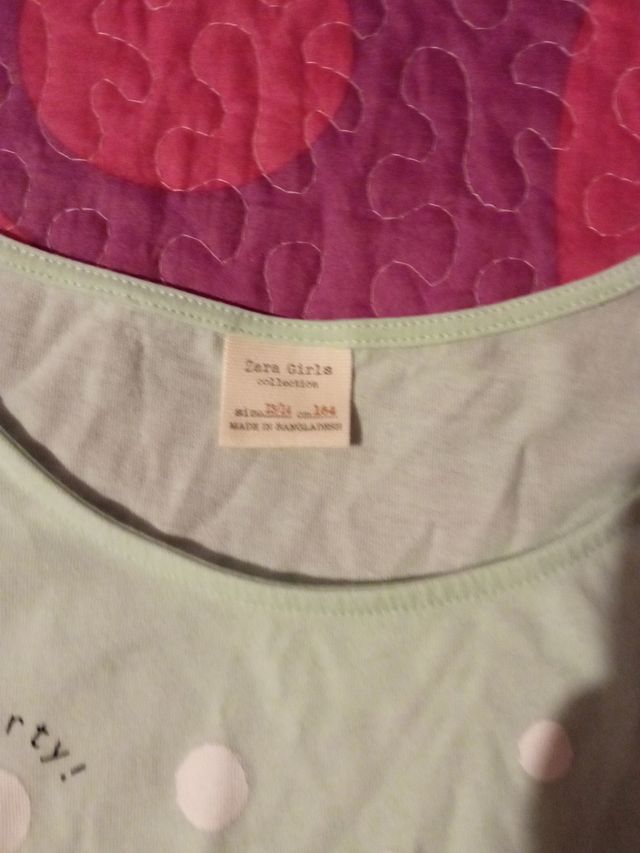 Zara Girls
collection
size 13/14 cm 164
MADE IN BANGLADESH
rty!